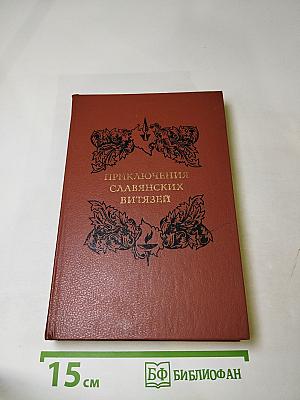 ПРИКЛЮЧЕНИЯ
СЛАВЯНСКИХ
ВИТЯЗЕЙ
15 см
БФ БИБЛИОФАН